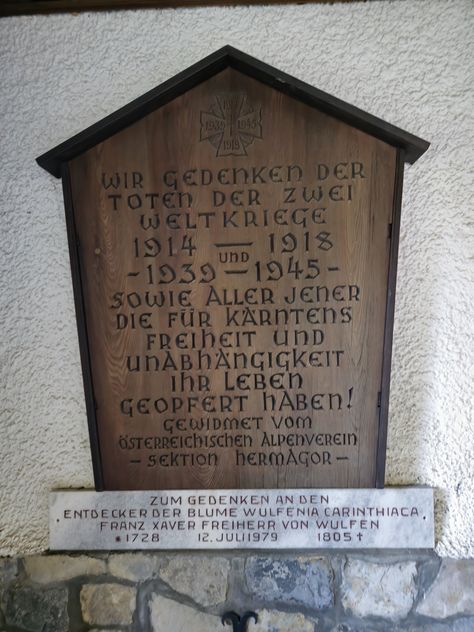 1939 1945
1919
WIR GEDENKEN DER
TOTEN DER ZWEI
WELTKRIEGE
1914 — 1918
UND
- 1939 — 1945 -
SOWIE ALLER JENER
DIE FÜR KÄRNTENS
FREIHEIT UND
UNABHÄNGIGKEIT
IHR LEBEN
GEOPFERT HABEN!
GEWIDMET VOM
ÖSTERREICHISCHEN ALPENVEREIN
- SEKTION HERMAGOR -
ZUM GEDENKEN AN DEN
ENTDECKER DER BLUME WULFENIA CARINTHIACA
FRANZ XAVER FREIHERR VON WULFEN
* 1728 12. JULI 1979 1805 †